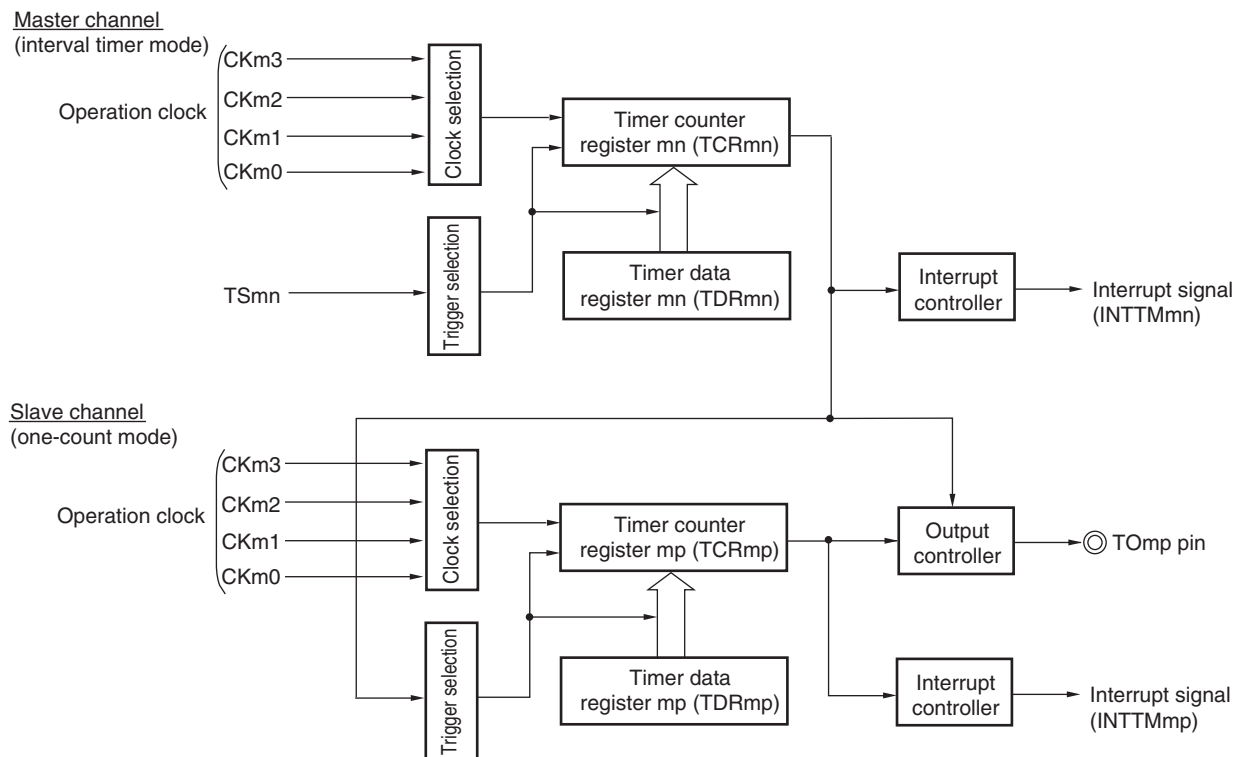 Master channel
(interval timer mode)
CKm3
CKm2
Operation clock
CKm1
CKm0
Clock selection
Timer counter
register mn (TCRmn)
TSmn
Trigger selection
Timer data
register mn (TDRmn)
Interrupt
controller
Interrupt signal
(INTTMmn)
Slave channel
(one-count mode)
CKm3
CKm2
Operation clock
CKm1
CKm0
Clock selection
Timer counter
register mp (TCRmp)
Output
controller
TOmp pin
Trigger selection
Timer data
register mp (TDRmp)
Interrupt
controller
Interrupt signal
(INTTMmp)